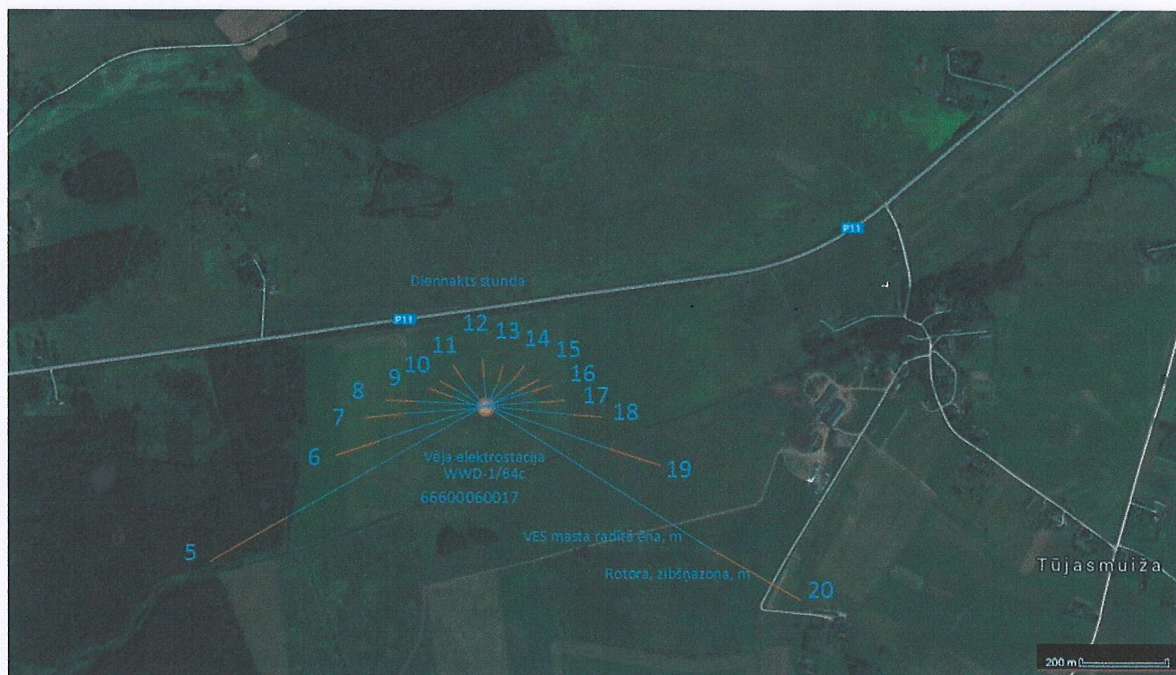 P11
Diennakts stunda
P11
12
13
14
11
15
10
16
9
8
17
7
18
6
19
Vēja elektrostacija
WWD-1/64c
66600060017
5
VES masta radītā ēna, m
Rotora, zibšņazona, m
20
Tūjasmuiža
200 m